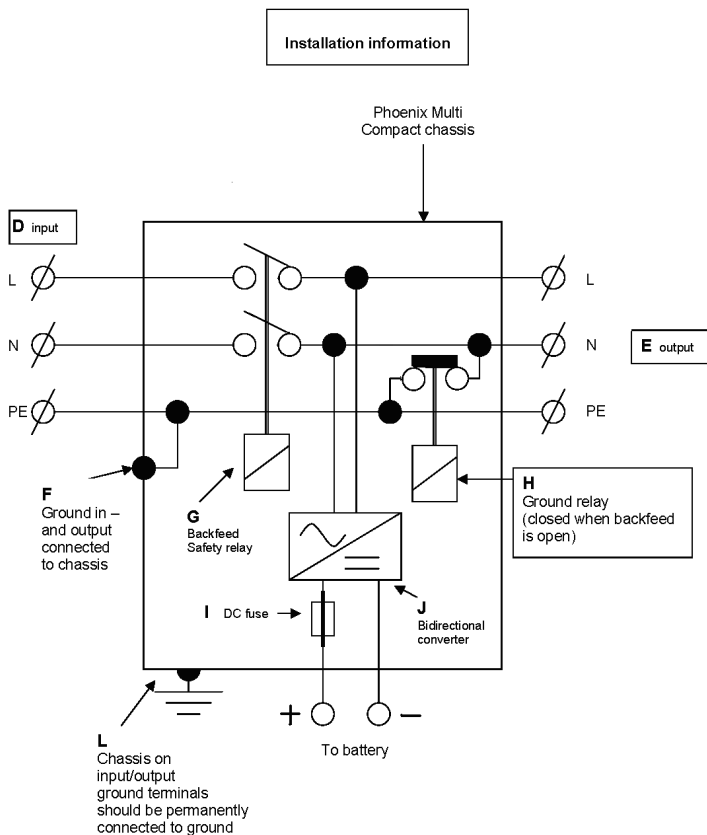 Installation information
Phoenix Multi
Compact chassis
D input
L
L
N
N
E output
PE
PE
F
Ground in –
and output
connected
to chassis
G
Backfeed
Safety relay
H
Ground relay
(closed when backfeed
is open)
I DC fuse
J
Bidirectional
converter
+
–
To battery
L
Chassis on
input/output
ground terminals
should be permanently
connected to ground